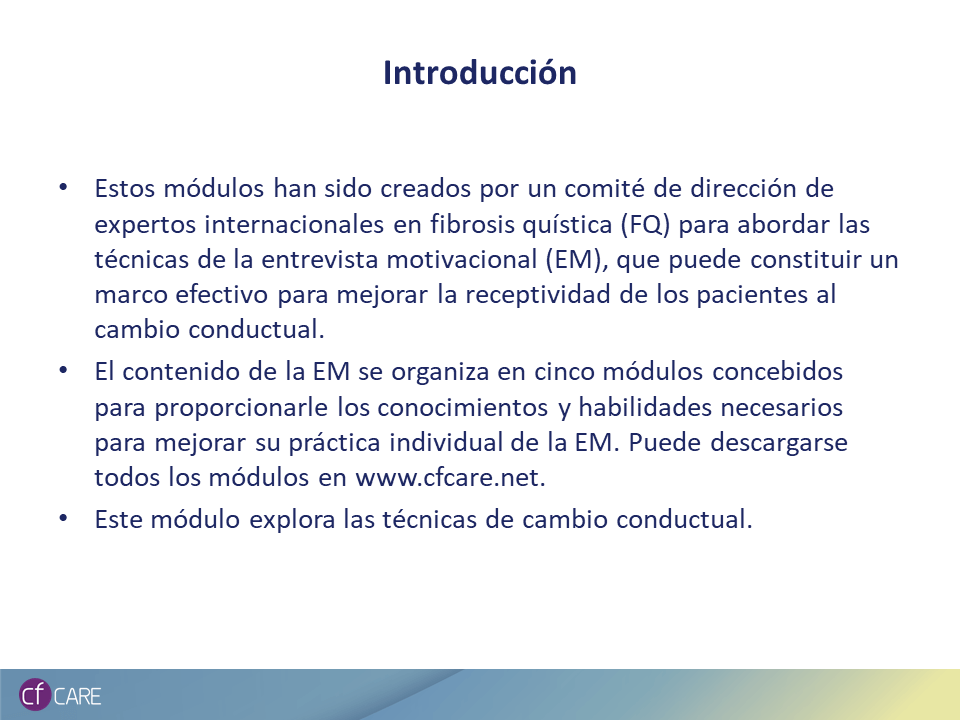 Introducción
• Estos módulos han sido creados por un comité de dirección de
expertos internacionales en fibrosis quística (FQ) para abordar las
técnicas de la entrevista motivacional (EM), que puede constituir un
marco efectivo para mejorar la receptividad de los pacientes al
cambio conductual.
• El contenido de la EM se organiza en cinco módulos concebidos
para proporcionarle los conocimientos y habilidades necesarios
para mejorar su práctica individual de la EM. Puede descargarse
todos los módulos en www.cfcare.net.
• Este módulo explora las técnicas de cambio conductual.
cf CARE